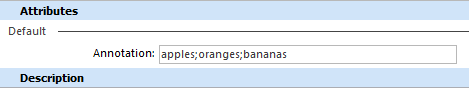 Attributes
Default
Annotation: apples;oranges;bananas
Description